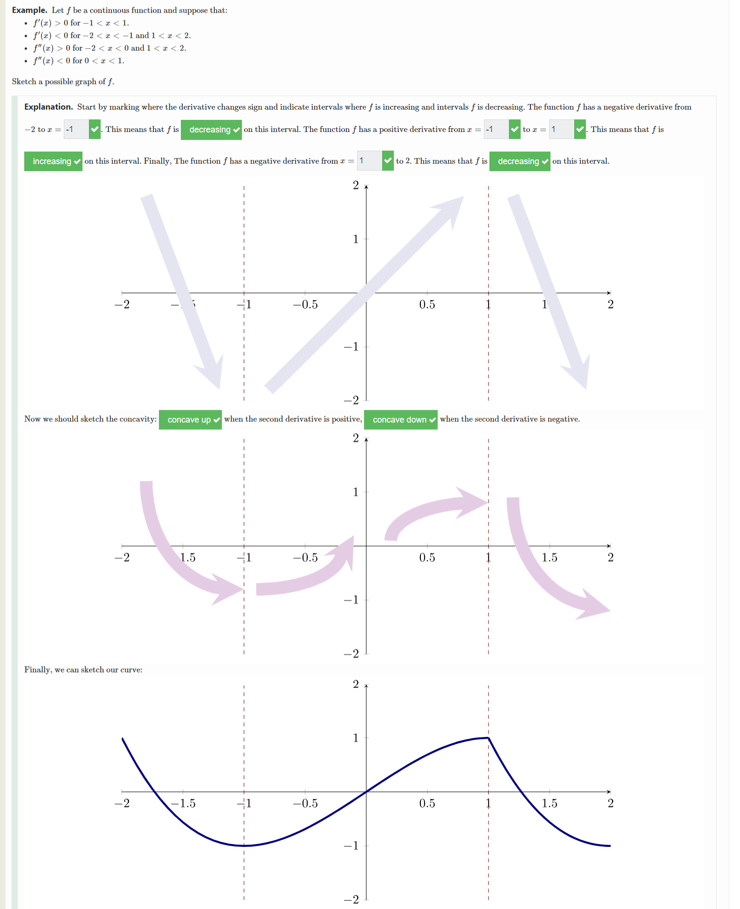 Example. Let f be a continuous function and suppose that:
• f′(x) > 0 for −1 < x < 1.
• f′(x) < 0 for −2 < x < −1 and 1 < x < 2.
• f″(x) > 0 for −2 < x < 0 and 1 < x < 2.
• f″(x) < 0 for 0 < x < 1.
Sketch a possible graph of f.
Explanation. Start by marking where the derivative changes sign and indicate intervals where f is increasing and intervals f is decreasing. The function f has a negative derivative from
−2 to x = -1 ✔. This means that f is decreasing ✔ on this interval. The function f has a positive derivative from x = -1 ✔ to x = 1 ✔. This means that f is
increasing ✔ on this interval. Finally, The function f has a negative derivative from x = 1 ✔ to 2. This means that f is decreasing ✔ on this interval.
2
1
−2 −1 −0.5 0.5 1 2
−1
−2
Now we should sketch the concavity: concave up ✔ when the second derivative is positive, concave down ✔ when the second derivative is negative.
2
1
−2 1.5 −1 −0.5 0.5 1 1.5 2
−1
−2
Finally, we can sketch our curve:
2
1
−2 −1.5 −1 −0.5 0.5 1 1.5 2
−1
−2